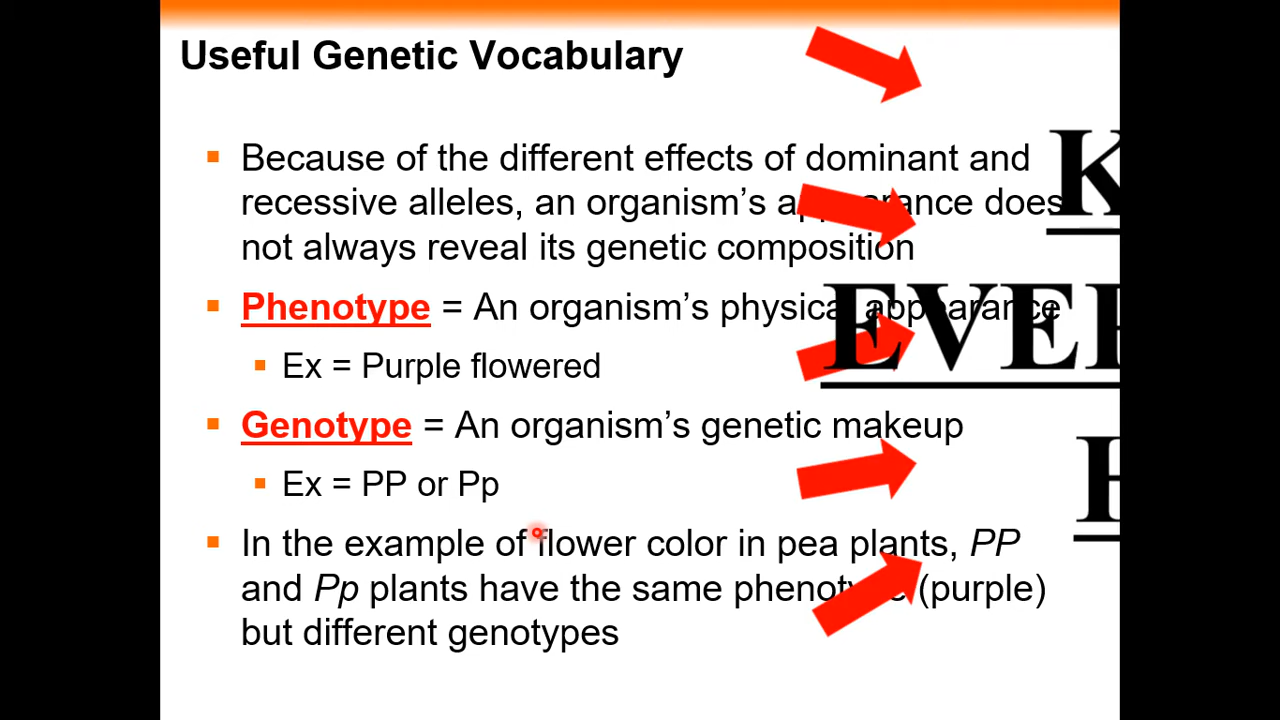 Useful Genetic Vocabulary
Because of the different effects of dominant and
recessive alleles, an organism’s appearance does
not always reveal its genetic composition
Phenotype = An organism’s physical appearance
Ex = Purple flowered
Genotype = An organism’s genetic makeup
Ex = PP or Pp
In the example of flower color in pea plants, PP
and Pp plants have the same phenotype (purple)
but different genotypes